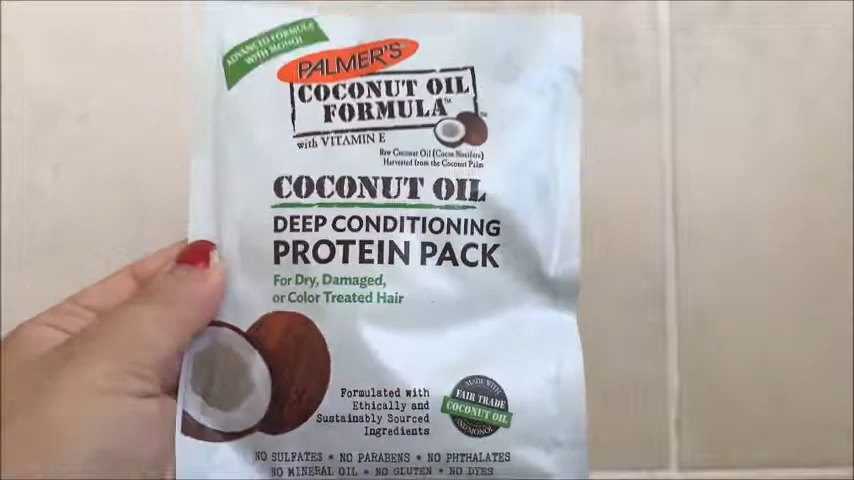 ADVANCED FORMULA
WITH MONOI
PALMER'S
COCONUT OIL
FORMULA™
with VITAMIN E
Raw Coconut Oil (Cocos Nucifera)
Harvested from the Coconut Palm
COCONUT OIL
DEEP CONDITIONING
PROTEIN PACK
For Dry, Damaged,
or Color Treated Hair
Formulated with
Ethically &
Sustainably Sourced
Ingredients
MADE WITH
FAIR TRADE
COCONUT OIL
AND MONOI
NO SULFATES • NO PARABENS • NO PHTHALATES
NO MINERAL OIL • NO GLUTEN • NO DYES